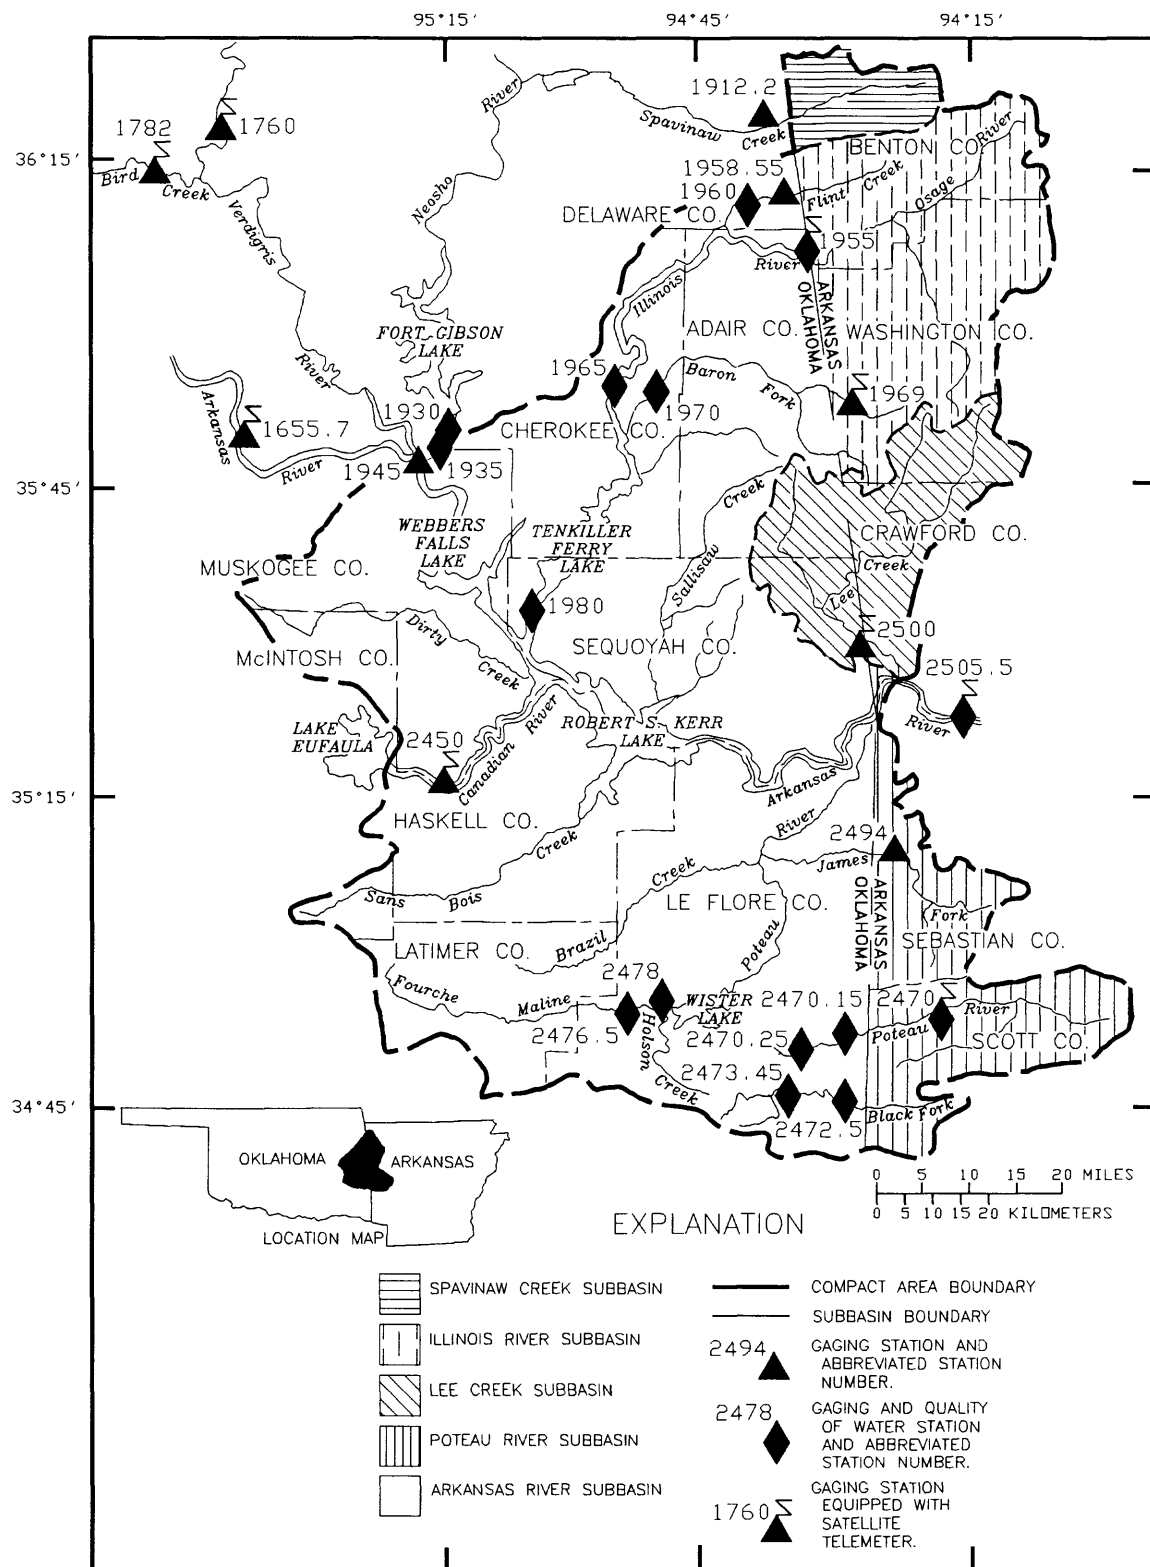 95°15′ 94°45′ 94°15′
1912.2
River
Spavinaw
Creek
1782
1760
36°15′
Bird
Creek
Verdigris
Neosho
BENTON CO.
River
1958.55
1960
Flint
Creek
Osage
DELAWARE CO.
1955
River
Illinois
ARKANSAS
OKLAHOMA
ADAIR CO.
WASHINGTON CO.
FORT GIBSON
LAKE
River
1965
Baron
Fork
1970
1969
Arkansas
1655.7
River
1930
CHEROKEE CO.
1945
1935
35°45′
Creek
WEBBERS
FALLS
LAKE
TENKILLER
FERRY
LAKE
CRAWFORD CO.
Creek
Lee
MUSKOGEE CO.
Sallisaw
1980
Dirty
Creek
2500
McINTOSH CO.
SEQUOYAH CO.
2505.5
River
LAKE
EUFAULA
2450
Canadian
River
ROBERT S. KERR
LAKE
35°15′
Arkansas
HASKELL CO.
River
Creek
2494
James
Fork
Creek
Sans
Bois
LE FLORE CO.
ARKANSAS
OKLAHOMA
SEBASTIAN CO.
LATIMER CO.
Brazil
Poteau
Fourche
Maline
2478
WISTER
LAKE
2470.15
2470
River
2476.5
Holson
Creek
2470.25
Poteau
SCOTT CO.
2473.45
34°45′
Black Fork
2472.5
OKLAHOMA
ARKANSAS
LOCATION MAP
0 5 10 15 20 MILES
0 5 10 15 20 KILOMETERS
EXPLANATION
SPAVINAW CREEK SUBBASIN
ILLINOIS RIVER SUBBASIN
LEE CREEK SUBBASIN
POTEAU RIVER SUBBASIN
ARKANSAS RIVER SUBBASIN
COMPACT AREA BOUNDARY
SUBBASIN BOUNDARY
2494
GAGING STATION AND
ABBREVIATED STATION
NUMBER.
2478
GAGING AND QUALITY
OF WATER STATION
AND ABBREVIATED
STATION NUMBER.
1760
GAGING STATION
EQUIPPED WITH
SATELLITE
TELEMETER.